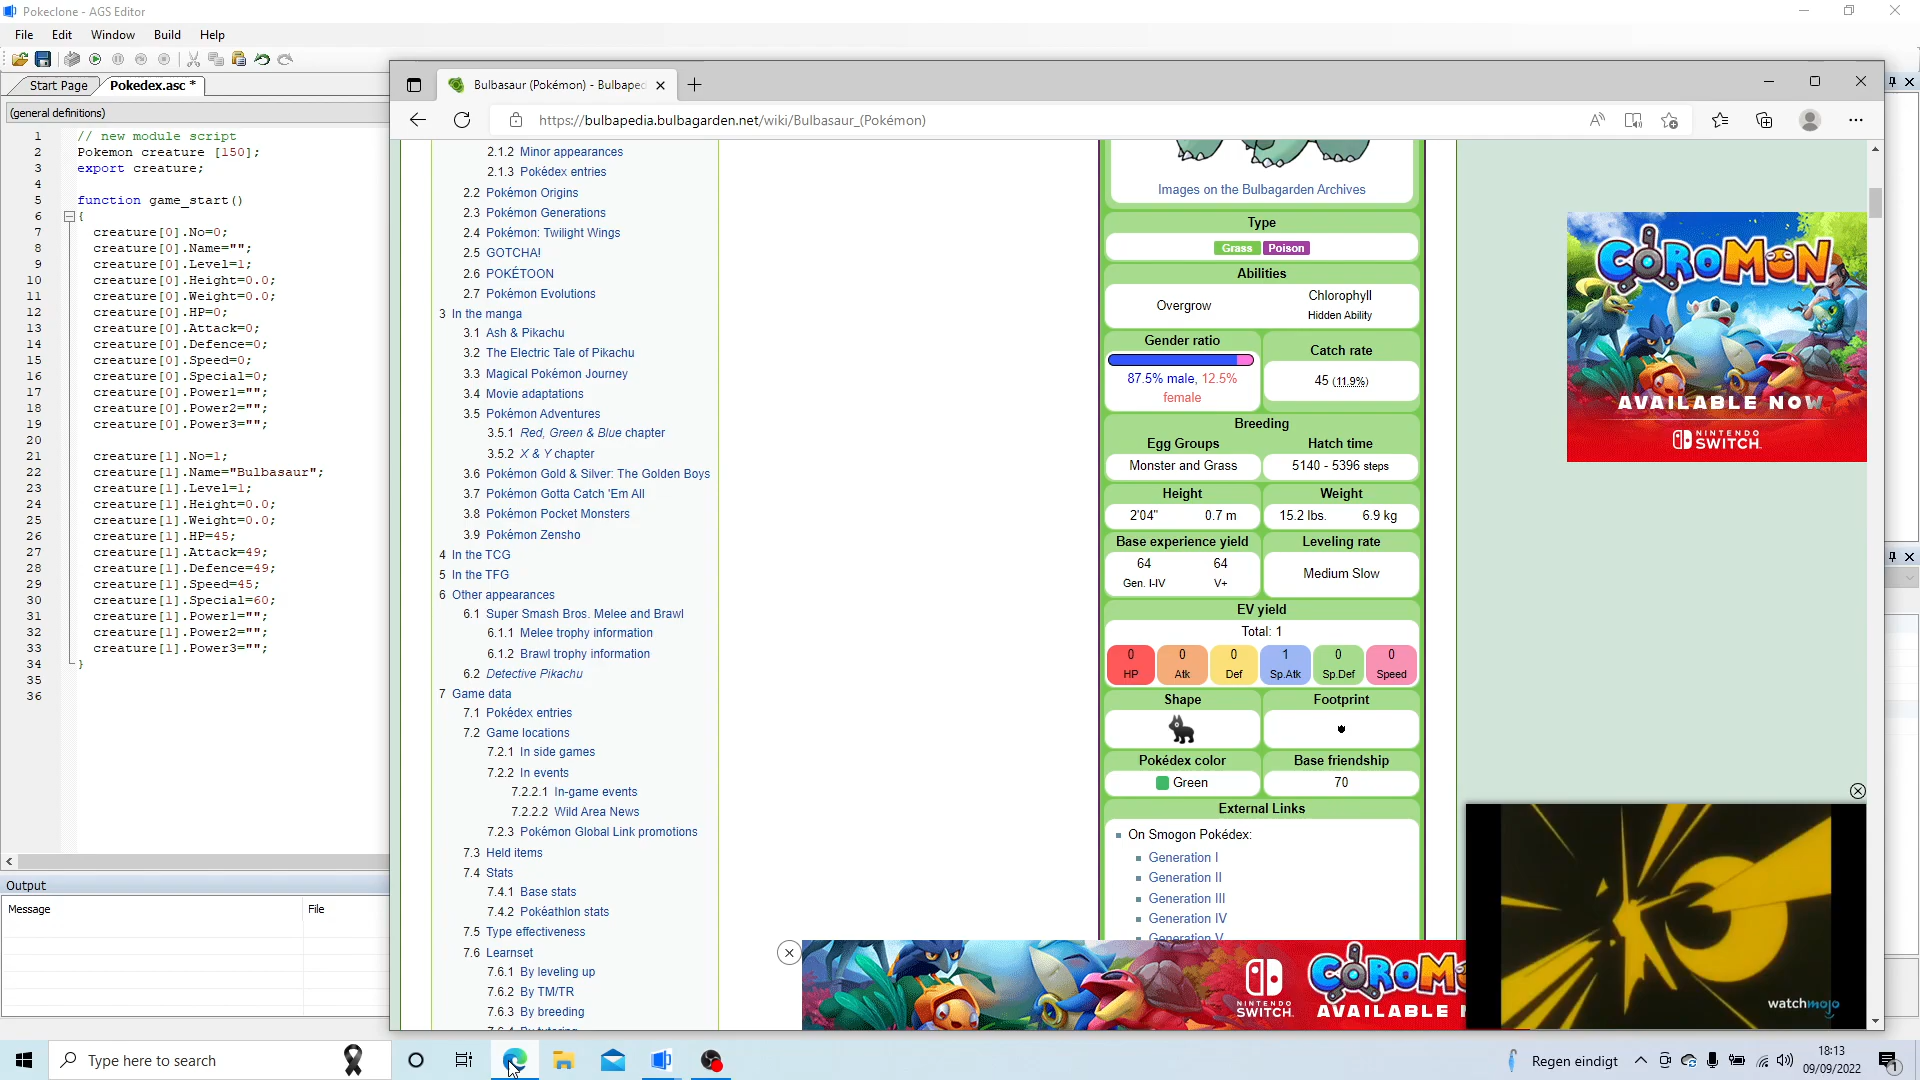 Pokeclone - AGS Editor
File Edit Window Build Help
Start Page Pokedex.asc *
(general definitions)
1 // new module script
2 Pokemon creature [150];
3 export creature;
4
5 function game_start()
6 {
7 creature[0].No=0;
8 creature[0].Name="";
9 creature[0].Level=1;
10 creature[0].Height=0.0;
11 creature[0].Weight=0.0;
12 creature[0].HP=0;
13 creature[0].Attack=0;
14 creature[0].Defence=0;
15 creature[0].Speed=0;
16 creature[0].Special=0;
17 creature[0].Power1="";
18 creature[0].Power2="";
19 creature[0].Power3="";
20
21 creature[1].No=1;
22 creature[1].Name="Bulbasaur";
23 creature[1].Level=1;
24 creature[1].Height=0.0;
25 creature[1].Weight=0.0;
26 creature[1].HP=45;
27 creature[1].Attack=49;
28 creature[1].Defence=49;
29 creature[1].Speed=45;
30 creature[1].Special=60;
31 creature[1].Power1="";
32 creature[1].Power2="";
33 creature[1].Power3="";
34 }
35
36
Output
Message File
Bulbasaur (Pokémon) - Bulbaped
https://bulbapedia.bulbagarden.net/wiki/Bulbasaur_(Pokémon)
2.1.2 Minor appearances
2.1.3 Pokédex entries
2.2 Pokémon Origins
2.3 Pokémon Generations
2.4 Pokémon: Twilight Wings
2.5 GOTCHA!
2.6 POKÉTOON
2.7 Pokémon Evolutions
3 In the manga
3.1 Ash & Pikachu
3.2 The Electric Tale of Pikachu
3.3 Magical Pokémon Journey
3.4 Movie adaptations
3.5 Pokémon Adventures
3.5.1 Red, Green & Blue chapter
3.5.2 X & Y chapter
3.6 Pokémon Gold & Silver: The Golden Boys
3.7 Pokémon Gotta Catch 'Em All
3.8 Pokémon Pocket Monsters
3.9 Pokémon Zensho
4 In the TCG
5 In the TFG
6 Other appearances
6.1 Super Smash Bros. Melee and Brawl
6.1.1 Melee trophy information
6.1.2 Brawl trophy information
6.2 Detective Pikachu
7 Game data
7.1 Pokédex entries
7.2 Game locations
7.2.1 In side games
7.2.2 In events
7.2.2.1 In-game events
7.2.2.2 Wild Area News
7.2.3 Pokémon Global Link promotions
7.3 Held items
7.4 Stats
7.4.1 Base stats
7.4.2 Pokéathlon stats
7.5 Type effectiveness
7.6 Learnset
7.6.1 By leveling up
7.6.2 By TM/TR
7.6.3 By breeding
7.6.4 By tutoring
Images on the Bulbagarden Archives
Type
Grass Poison
Abilities
Overgrow
Chlorophyll
Hidden Ability
Gender ratio
87.5% male, 12.5%
female
Catch rate
45 (11.9%)
Breeding
Egg Groups Hatch time
Monster and Grass 5140 - 5396 steps
Height Weight
2'04" 0.7 m 15.2 lbs. 6.9 kg
Base experience yield Leveling rate
64 64
Gen. I-IV V+
Medium Slow
EV yield
Total: 1
0 0 0 1 0 0
HP Atk Def Sp.Atk Sp.Def Speed
Shape Footprint
Pokédex color Base friendship
Green 70
External Links
On Smogon Pokédex:
Generation I
Generation II
Generation III
Generation IV
Generation V
COROMON
AVAILABLE NOW
NINTENDO
SWITCH
NINTENDO
SWITCH.
COROM
AVAILABLE
watchmojo
Type here to search
Regen eindigt
18:13
09/09/2022
1